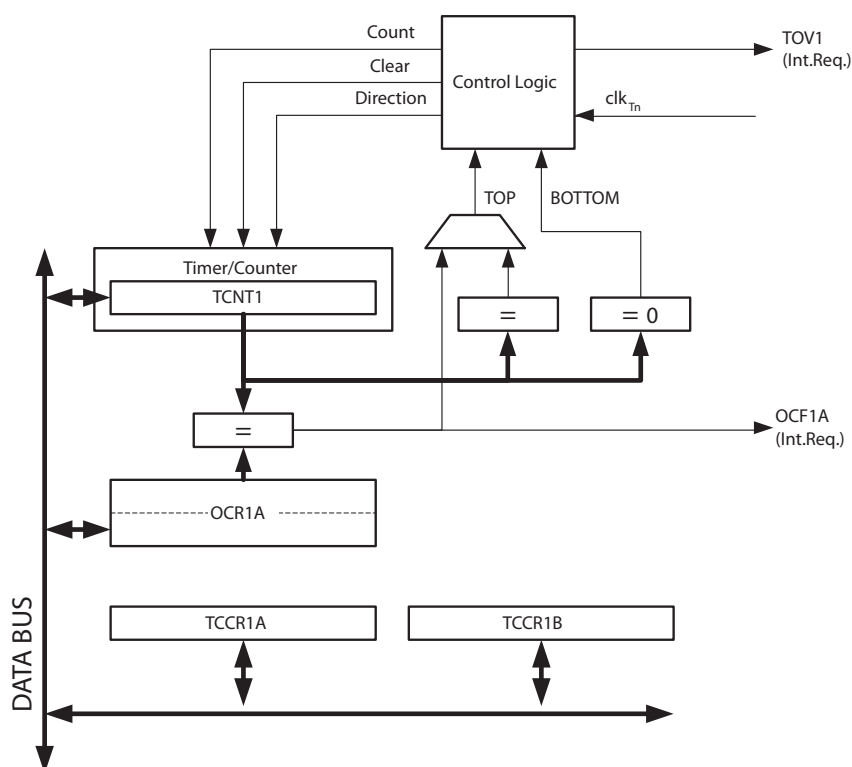 Count
TOV1
(Int.Req.)
Clear
Control Logic
Direction
clkTn
TOP
BOTTOM
Timer/Counter
TCNT1
=
= 0
=
OCF1A
(Int.Req.)
OCR1A
TCCR1A
TCCR1B
DATA BUS